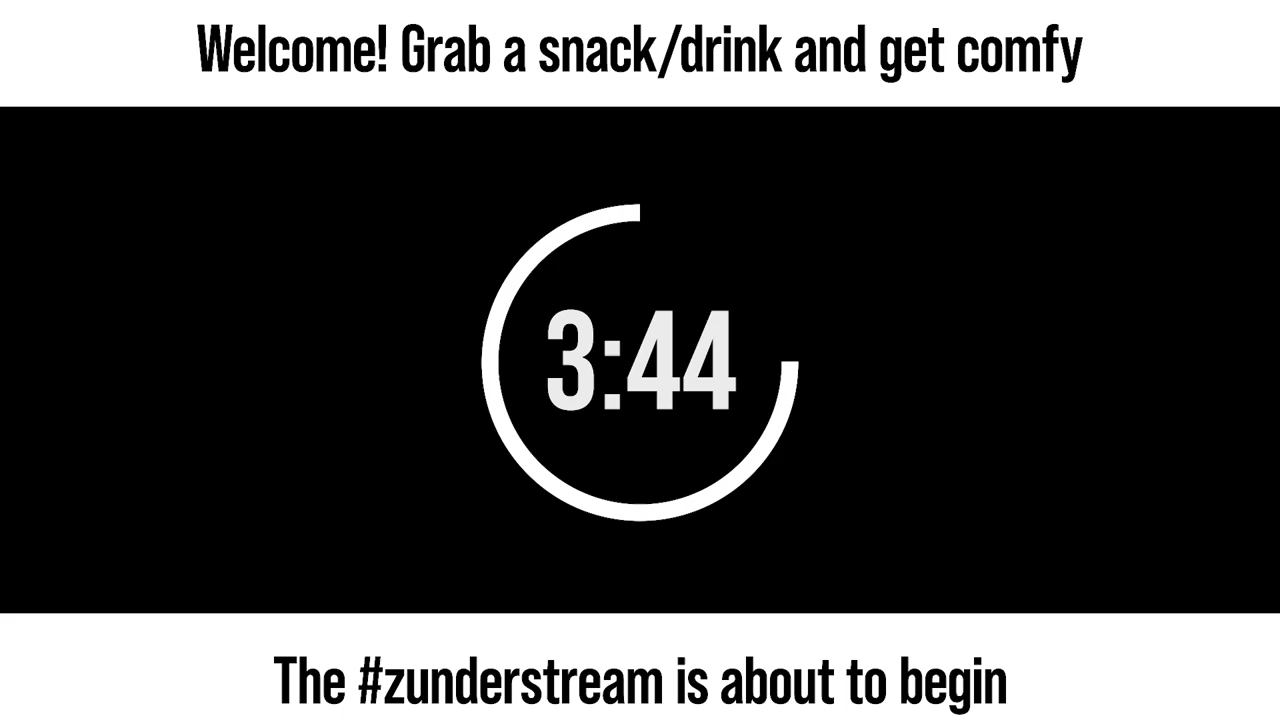 Welcome! Grab a snack/drink and get comfy
3:44
The #zunderstream is about to begin